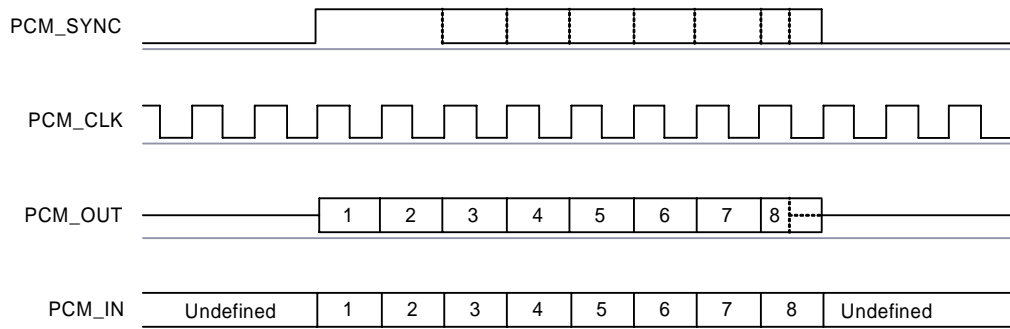 PCM_SYNC
PCM_CLK
PCM_OUT 1 2 3 4 5 6 7 8
PCM_IN Undefined 1 2 3 4 5 6 7 8 Undefined